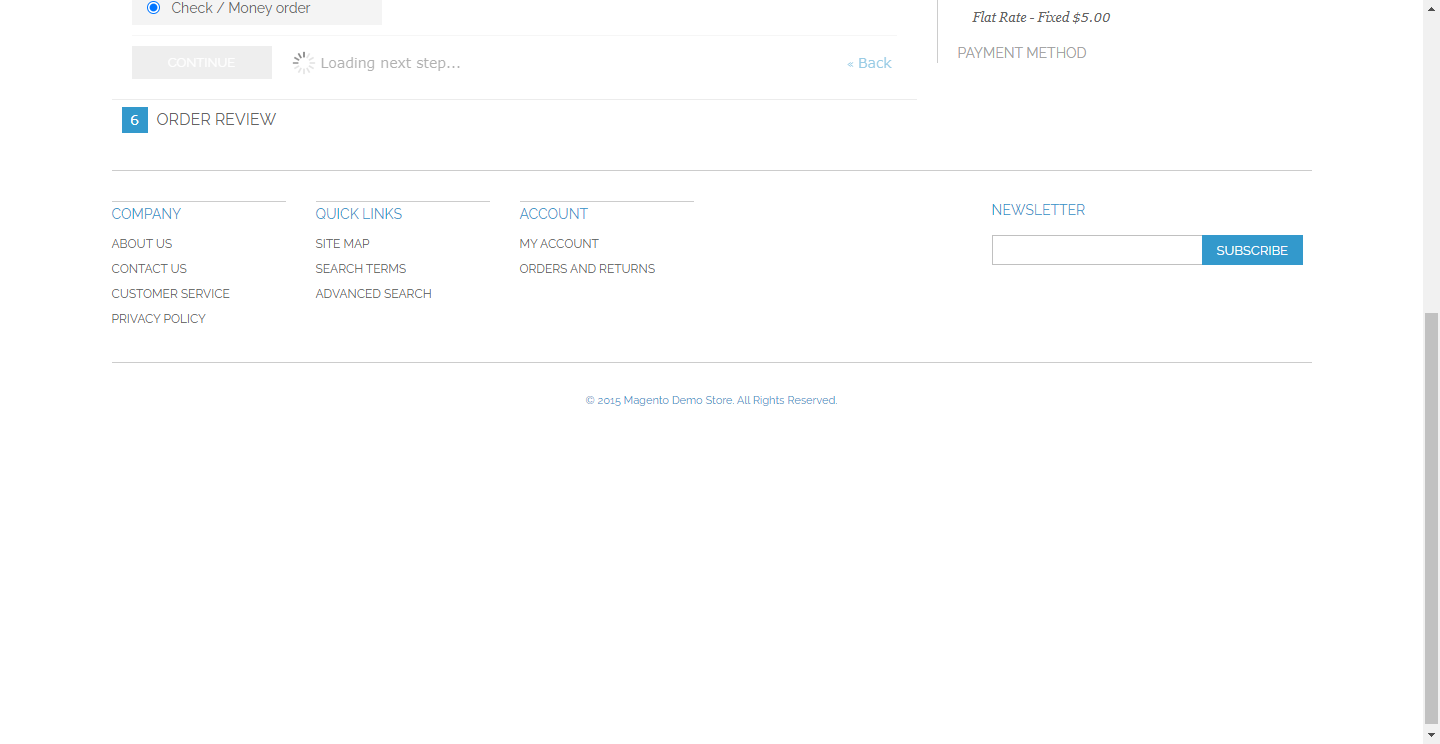 Check / Money order
CONTINUE
Loading next step...
« Back
Flat Rate - Fixed $5.00
PAYMENT METHOD
6 ORDER REVIEW
COMPANY
ABOUT US
CONTACT US
CUSTOMER SERVICE
PRIVACY POLICY
QUICK LINKS
SITE MAP
SEARCH TERMS
ADVANCED SEARCH
ACCOUNT
MY ACCOUNT
ORDERS AND RETURNS
NEWSLETTER
SUBSCRIBE
© 2015 Magento Demo Store. All Rights Reserved.